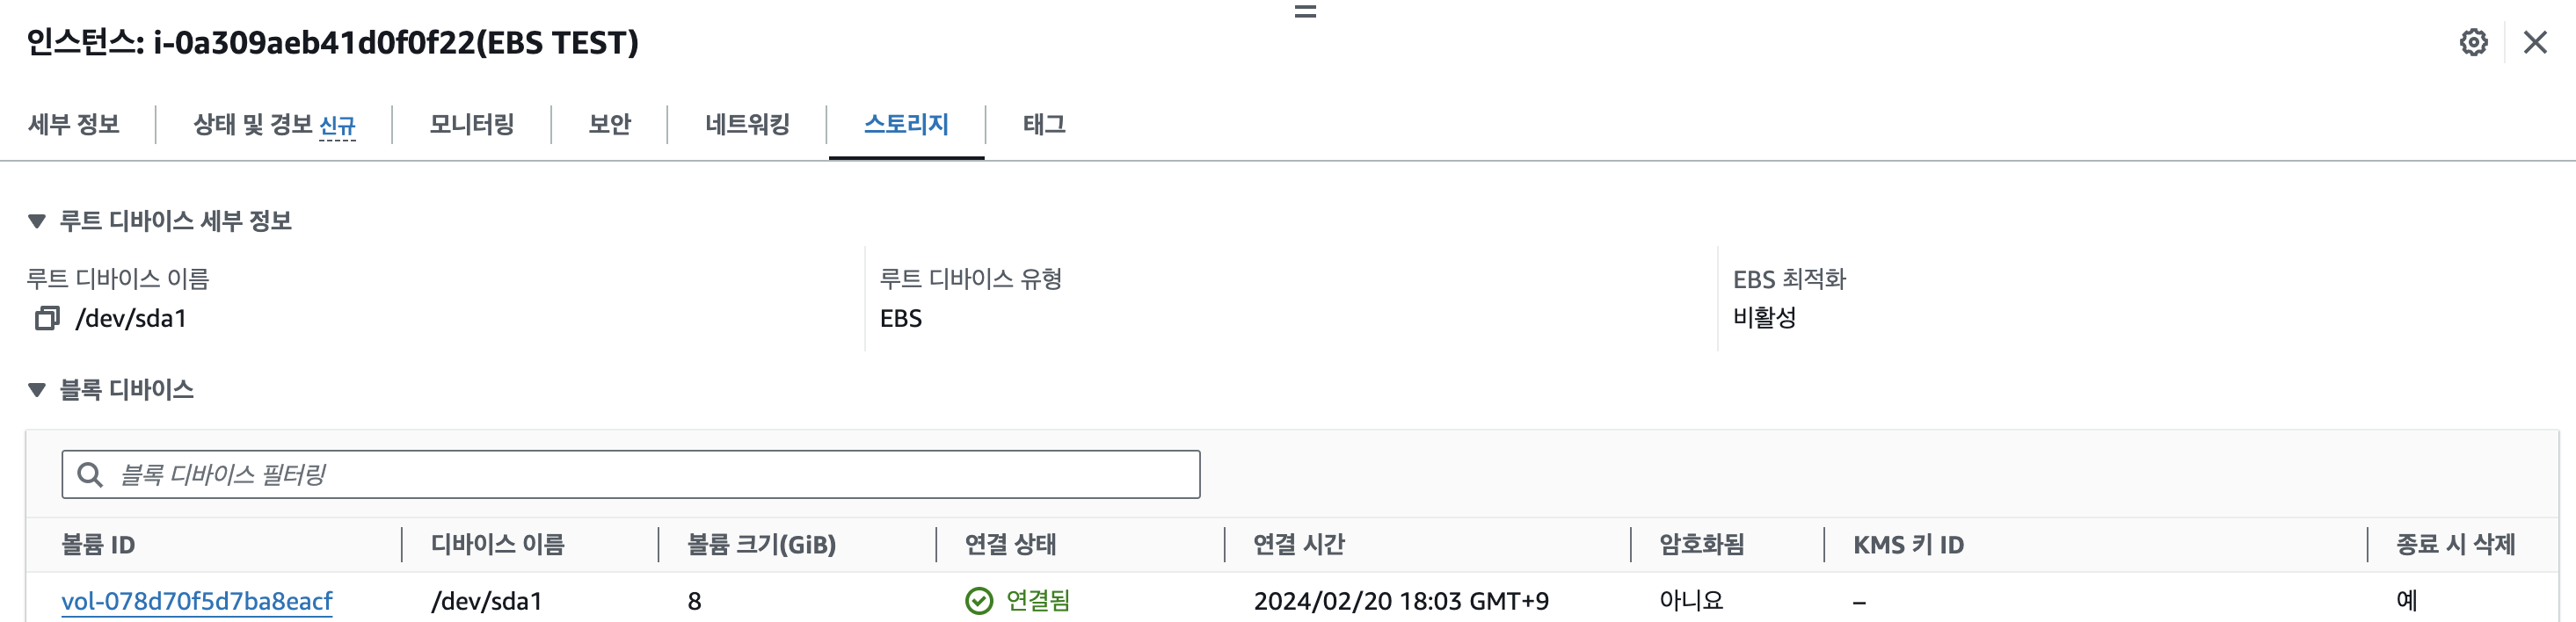 인스턴스: i-0a309aeb41d0f0f22(EBS TEST)
세부 정보 상태 및 경보 신규 모니터링 보안 네트워킹 스토리지 태그
루트 디바이스 세부 정보
루트 디바이스 이름 루트 디바이스 유형 EBS 최적화
/dev/sda1 EBS 비활성
블록 디바이스
블록 디바이스 필터링
볼륨 ID 디바이스 이름 볼륨 크기(GiB) 연결 상태 연결 시간 암호화됨 KMS 키 ID 종료 시 삭제
vol-078d70f5d7ba8eacf /dev/sda1 8 연결됨 2024/02/20 18:03 GMT+9 아니요 – 예